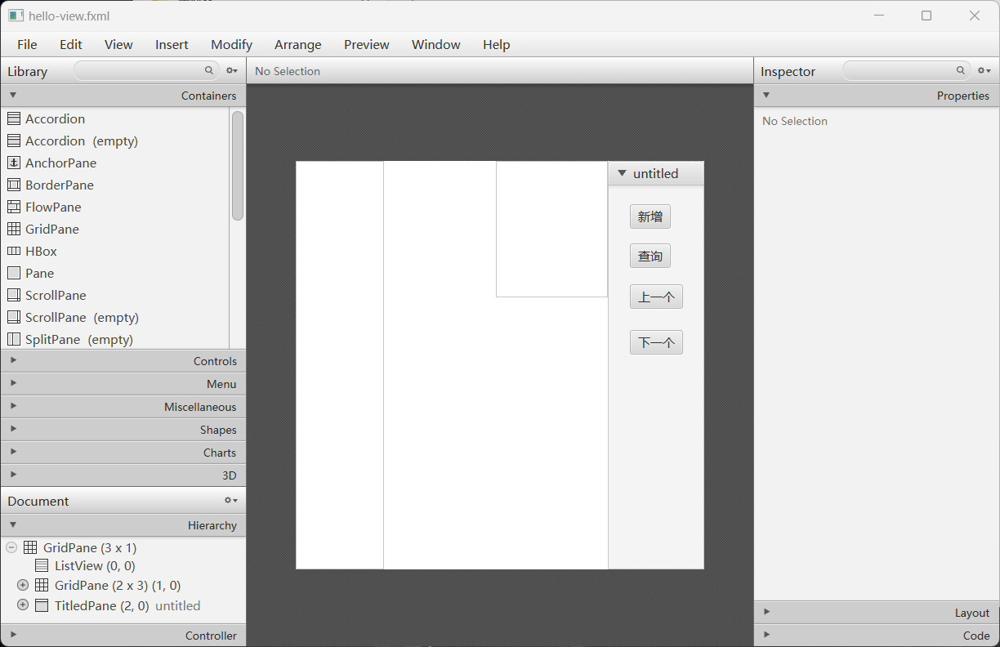 hello-view.fxml
File Edit View Insert Modify Arrange Preview Window Help
Library
No Selection
Inspector
Containers
Properties
Accordion
No Selection
Accordion (empty)
AnchorPane
BorderPane
FlowPane
GridPane
HBox
Pane
ScrollPane
ScrollPane (empty)
SplitPane (empty)
Controls
Menu
Miscellaneous
Shapes
Charts
3D
untitled
新增
查询
上一个
下一个
Document
Hierarchy
GridPane (3 x 1)
ListView (0, 0)
GridPane (2 x 3) (1, 0)
TitledPane (2, 0) untitled
Controller
Layout
Code